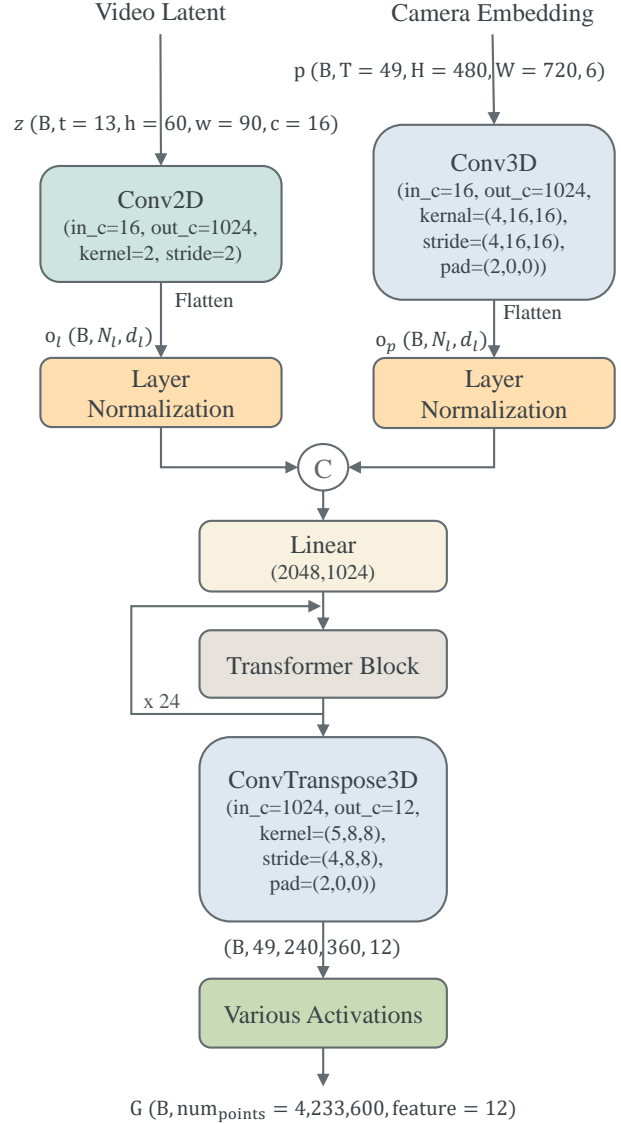 Video Latent
Camera Embedding
p (B, T = 49, H = 480, W = 720, 6)
z (B, t = 13, h = 60, w = 90, c = 16)
Conv2D
(in_c=16, out_c=1024,
kernel=2, stride=2)
Conv3D
(in_c=16, out_c=1024,
kernal=(4,16,16),
stride=(4,16,16),
pad=(2,0,0))
Flatten
Flatten
o_l (B, N_l, d_l)
o_p (B, N_l, d_l)
Layer
Normalization
Layer
Normalization
C
Linear
(2048,1024)
Transformer Block
x 24
ConvTranspose3D
(in_c=1024, out_c=12,
kernel=(5,8,8),
stride=(4,8,8),
pad=(2,0,0))
(B, 49, 240, 360, 12)
Various Activations
G (B, num_points = 4,233,600, feature = 12)